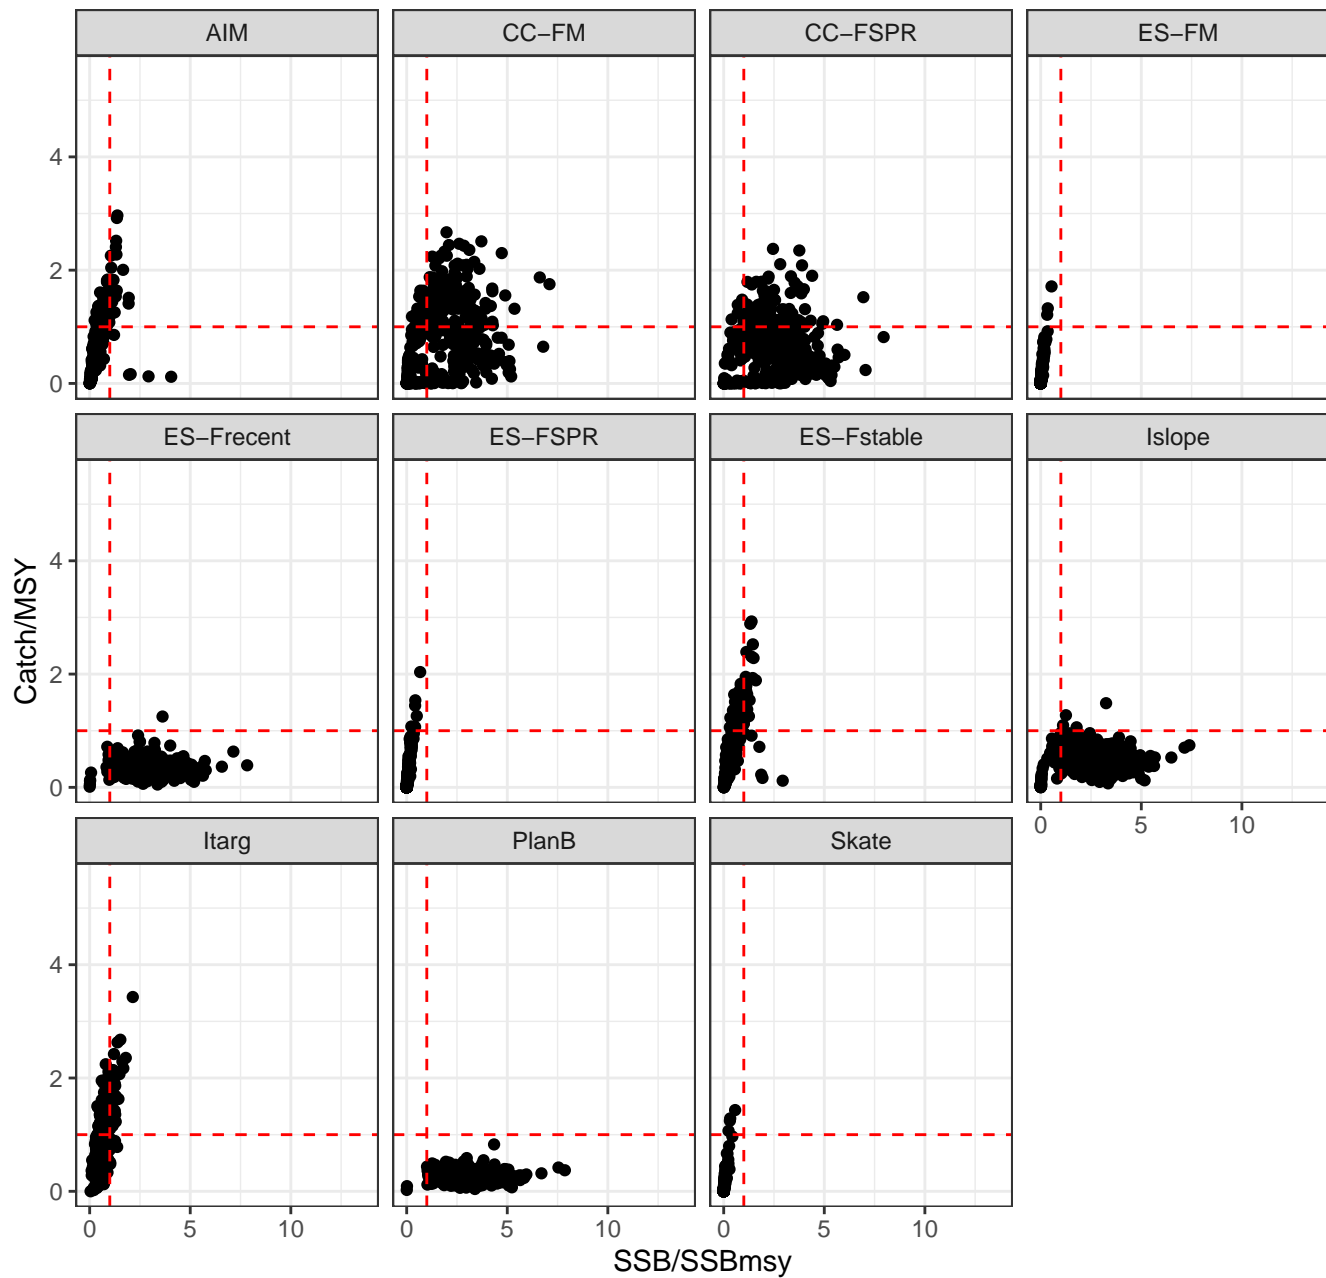 AIM CC−FM CC−FSPR ES−FM
4
2
0
ES−Frecent ES−FSPR ES−Fstable Islope
4
2
0
0 5 10
Itarg PlanB Skate
4
2
0
0 5 10 0 5 10 0 5 10
Catch/MSY
SSB/SSBmsy